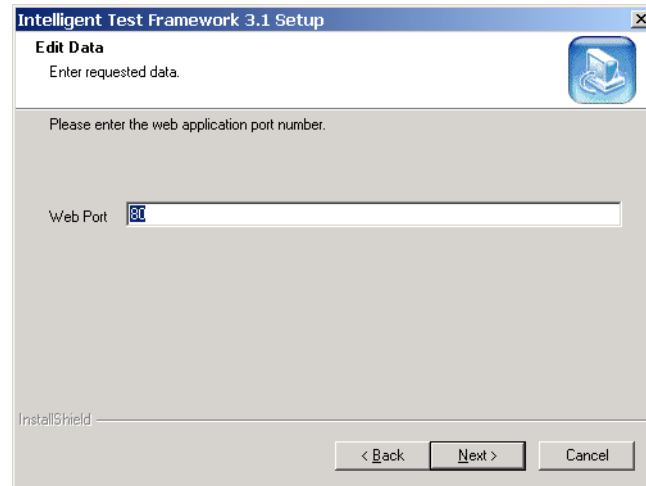 Intelligent Test Framework 3.1 Setup
Edit Data
Enter requested data.
Please enter the web application port number.
Web Port 80
InstallShield
< Back Next > Cancel